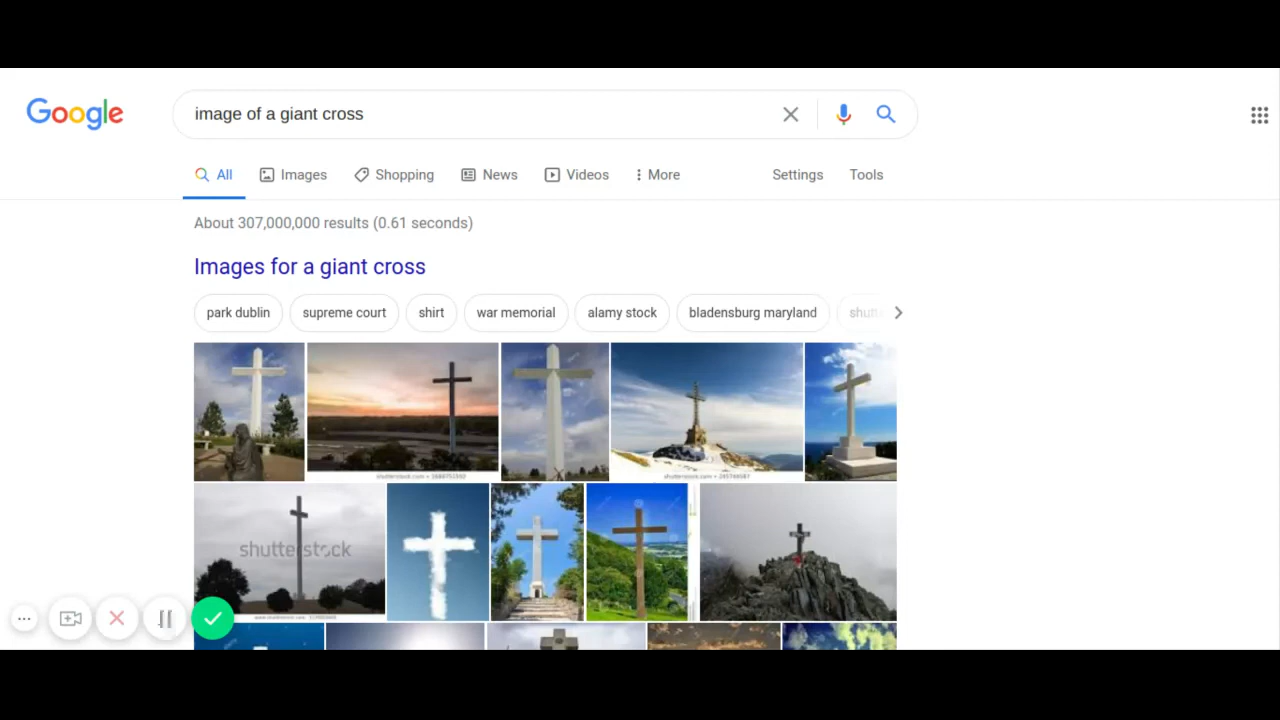 Google
image of a giant cross
All Images Shopping News Videos More Settings Tools
About 307,000,000 results (0.61 seconds)
Images for a giant cross
park dublin supreme court shirt war memorial alamy stock bladensburg maryland
shutterstock